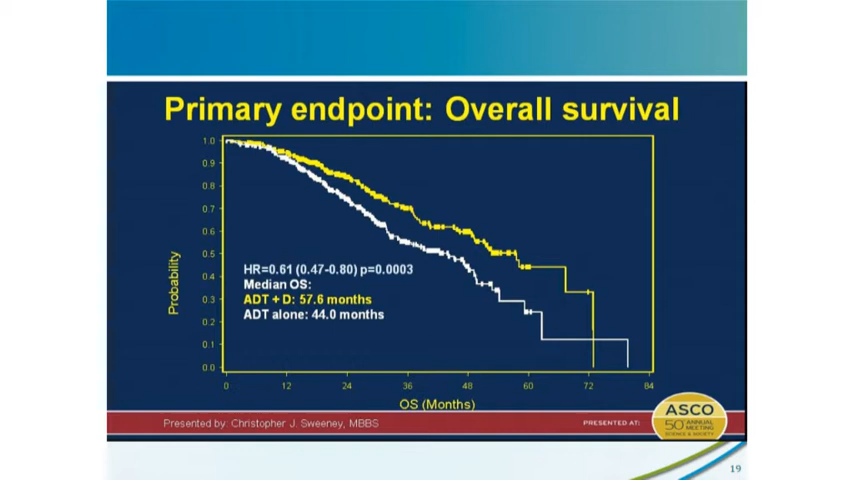 Primary endpoint: Overall survival
1.0
0.9
0.8
0.7
0.6
0.5
0.4
0.3
0.2
0.1
0.0
Probability
HR=0.61 (0.47-0.80) p=0.0003
Median OS:
ADT + D: 57.6 months
ADT alone: 44.0 months
0 12 24 36 48 60 72 84
OS (Months)
Presented by: Christopher J. Sweeney, MBBS
PRESENTED AT:
ASCO
50 ANNUAL
MEETING
SCIENCE & SOCIETY
19